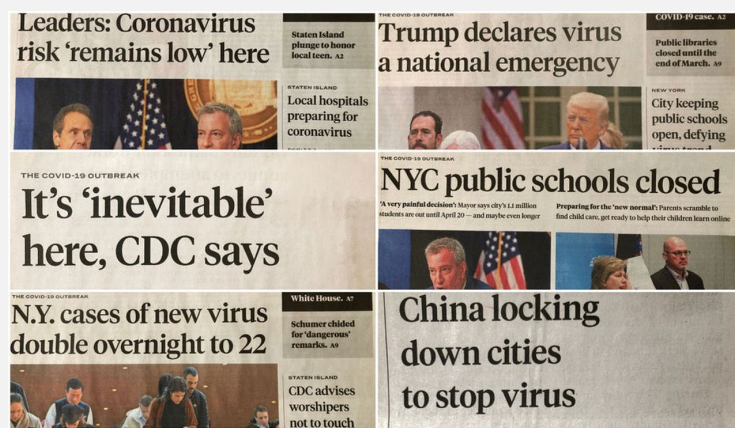 Leaders: Coronavirus
risk ‘remains low’ here
Staten Island
plunge to honor
local teen. A2
STATEN ISLAND
Local hospitals
preparing for
coronavirus
THE COVID-19 OUTBREAK
Trump declares virus
a national emergency
COVID-19 case. A2
Public libraries
closed until the
end of March. A9
NEW YORK
City keeping
public schools
open, defying
virus trend
THE COVID-19 OUTBREAK
It’s ‘inevitable’
here, CDC says
THE COVID-19 OUTBREAK
NYC public schools closed
‘A very painful decision’: Mayor says city’s 1.1 million
students are out until April 20 — and maybe even longer
Preparing for the ‘new normal’: Parents scramble to
find child care, get ready to help their children learn online
THE COVID-19 OUTBREAK
N.Y. cases of new virus
double overnight to 22
White House. A7
Schumer chided
for ‘dangerous’
remarks. A9
STATEN ISLAND
CDC advises
worshipers
not to touch
China locking
down cities
to stop virus